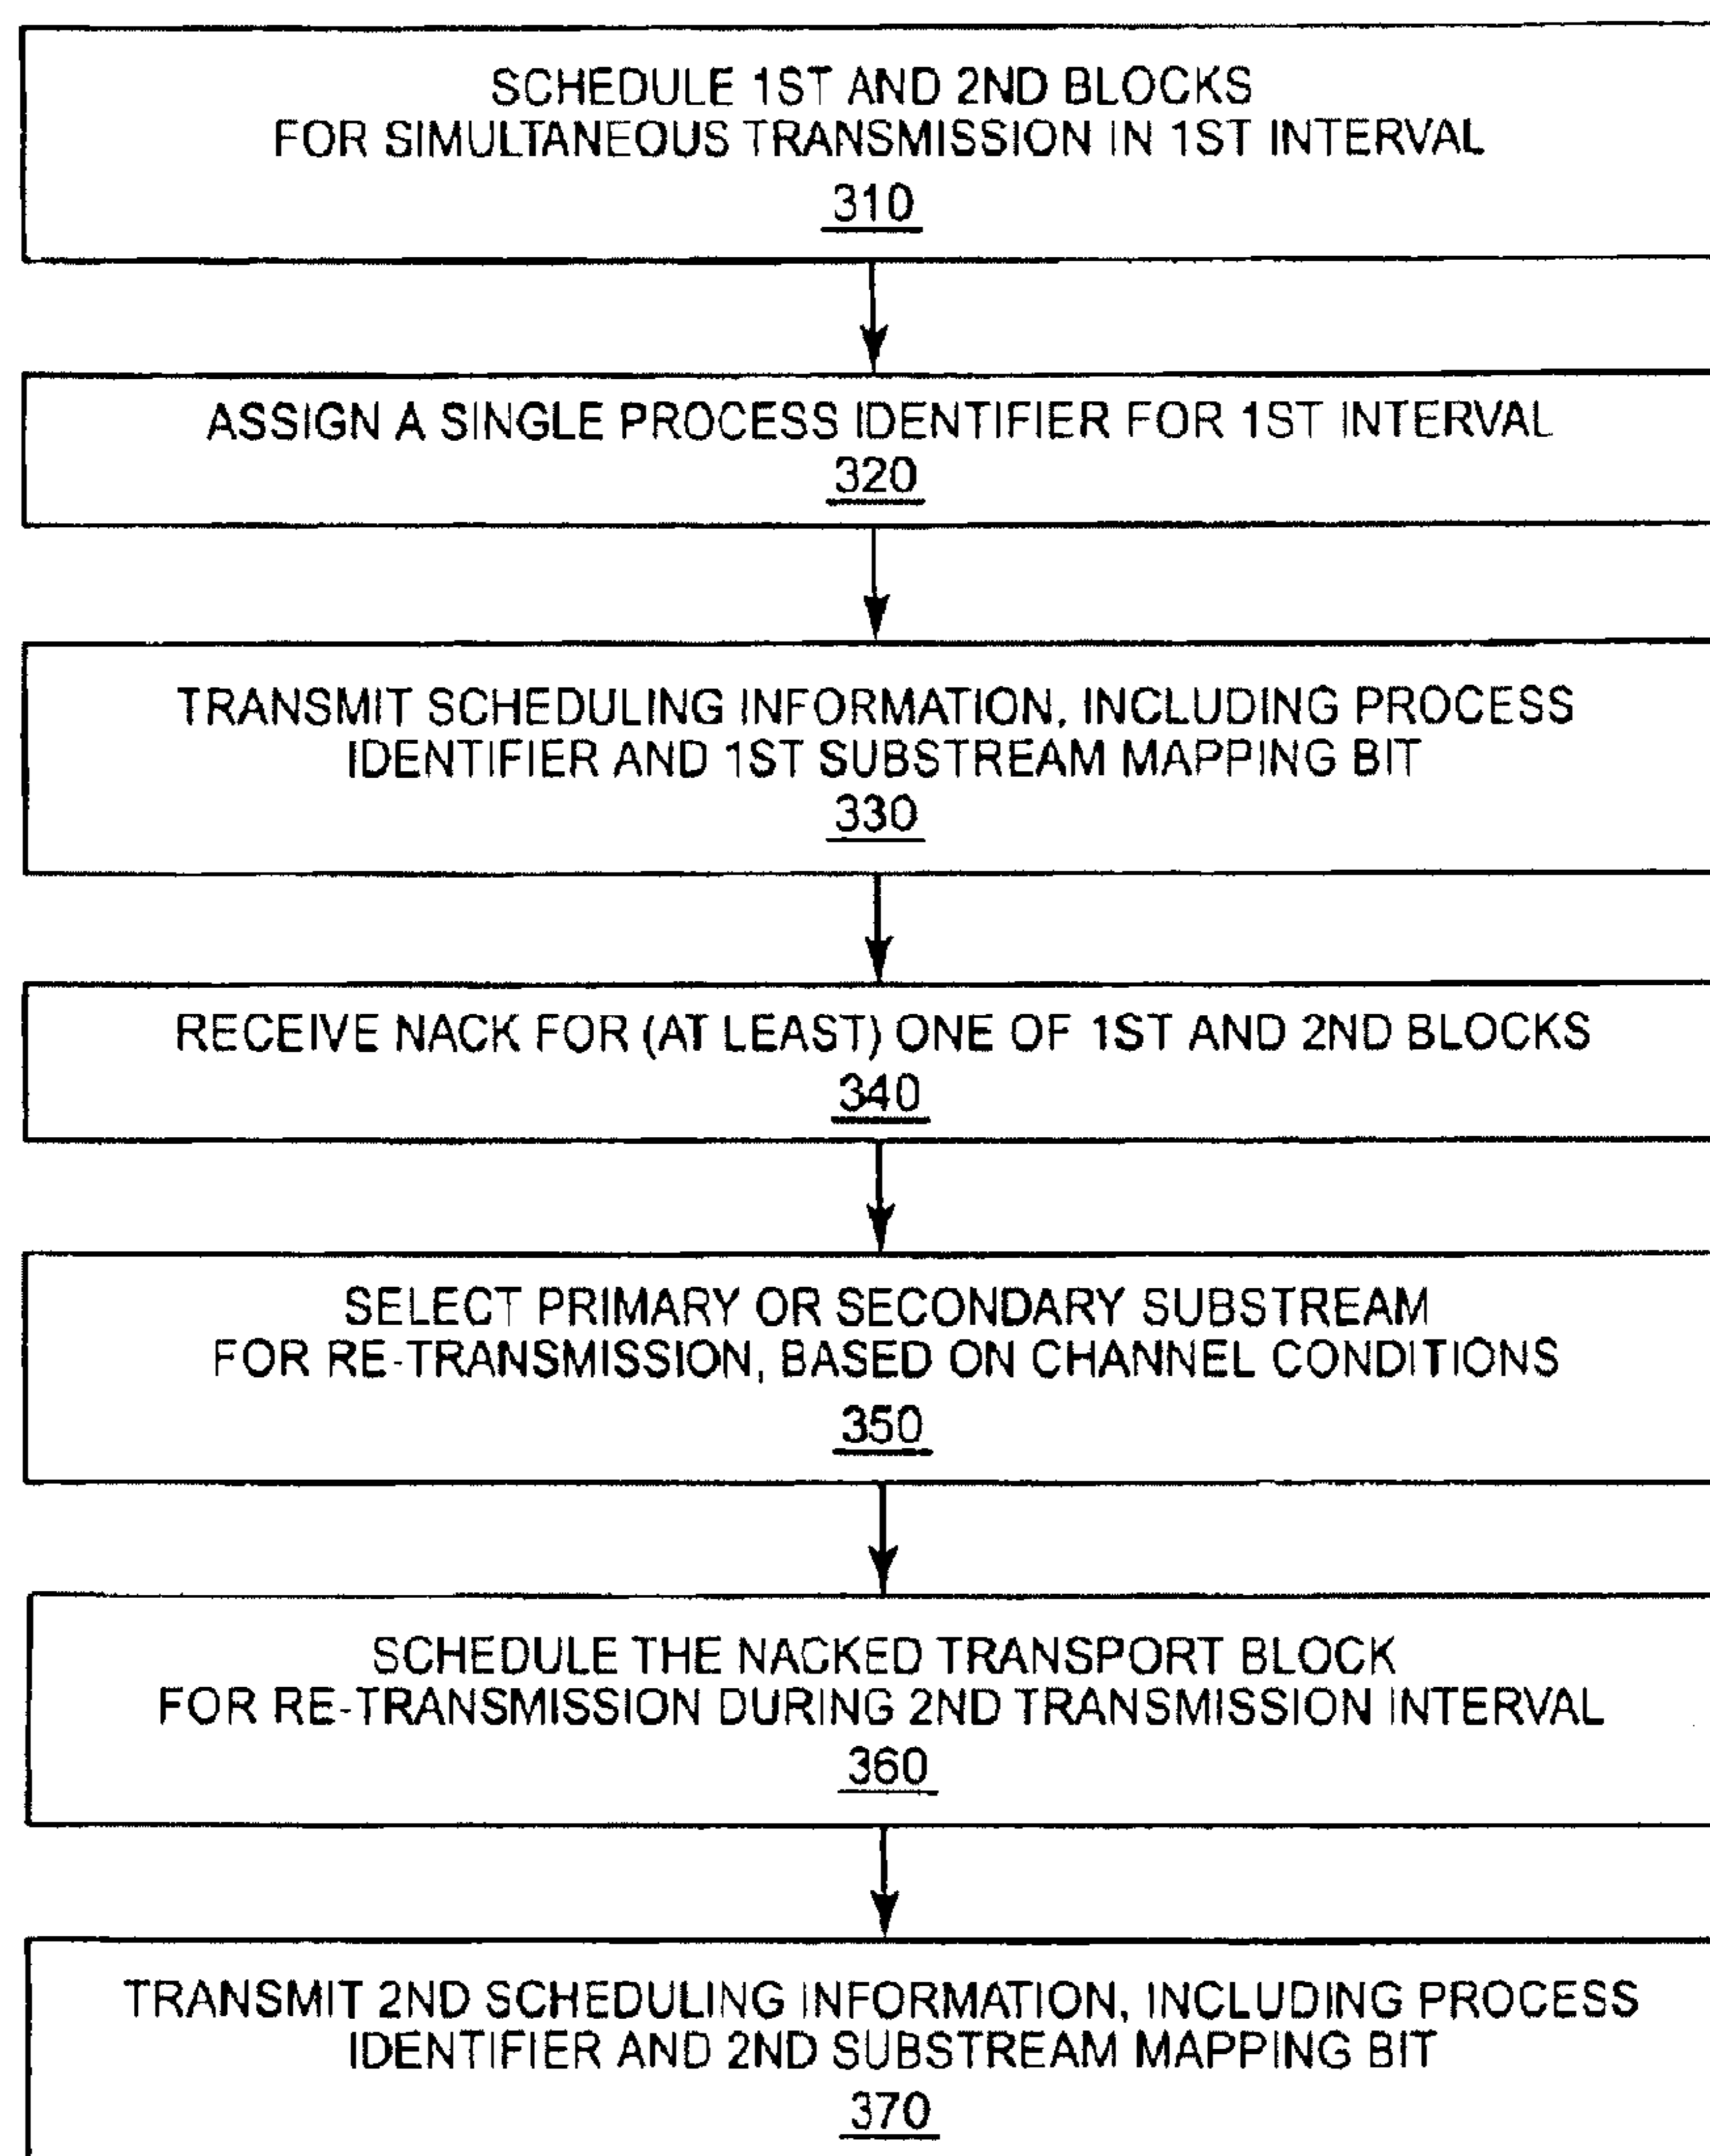 SCHEDULE 1ST AND 2ND BLOCKS
FOR SIMULTANEOUS TRANSMISSION IN 1ST INTERVAL
310
ASSIGN A SINGLE PROCESS IDENTIFIER FOR 1ST INTERVAL
320
TRANSMIT SCHEDULING INFORMATION, INCLUDING PROCESS
IDENTIFIER AND 1ST SUBSTREAM MAPPING BIT
330
RECEIVE NACK FOR (AT LEAST) ONE OF 1ST AND 2ND BLOCKS
340
SELECT PRIMARY OR SECONDARY SUBSTREAM
FOR RE-TRANSMISSION, BASED ON CHANNEL CONDITIONS
350
SCHEDULE THE NACKED TRANSPORT BLOCK
FOR RE-TRANSMISSION DURING 2ND TRANSMISSION INTERVAL
360
TRANSMIT 2ND SCHEDULING INFORMATION, INCLUDING PROCESS
IDENTIFIER AND 2ND SUBSTREAM MAPPING BIT
370